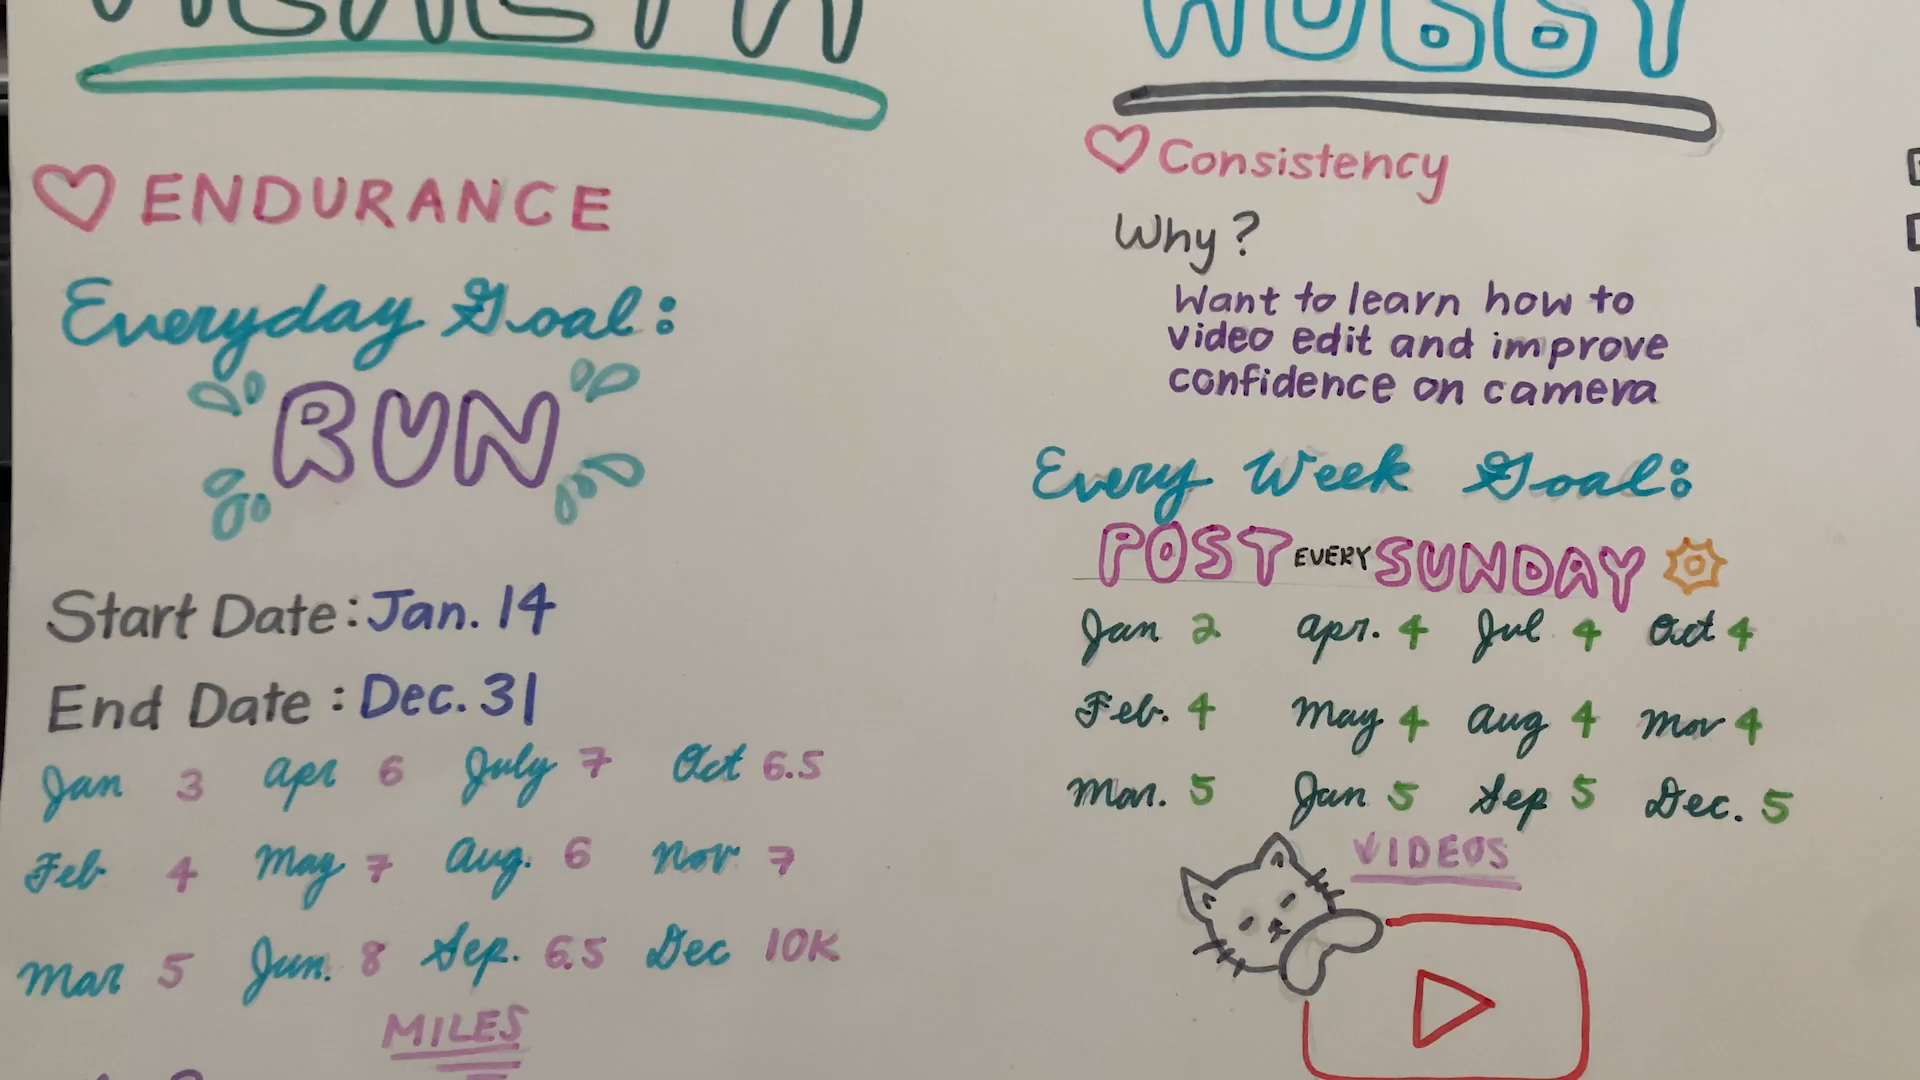 HEALTH
ENDURANCE
Everyday Goal:
RUN
Start Date: Jan. 14
End Date: Dec. 31
Jan 3 Apr 6 July 7 Oct 6.5
Feb 4 May 7 Aug. 6 Nov 7
Mar 5 Jun. 8 Sep. 6.5 Dec 10K
MILES
HOBBY
Consistency
Why?
Want to learn how to
video edit and improve
confidence on camera
Every Week Goal:
POST EVERY SUNDAY
Jan 2 Apr. 4 Jul 4 Oct 4
Feb. 4 May 4 Aug 4 Nov 4
Mar. 5 Jun 5 Sep 5 Dec. 5
VIDEOS